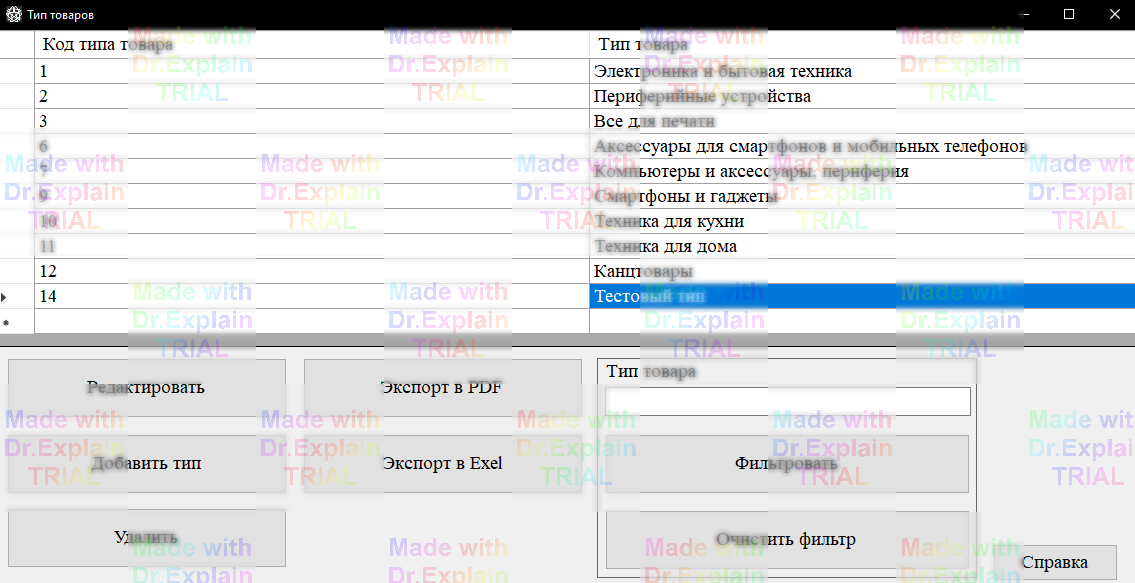 Тип товаров
Код типа товара Тип товара
1 Электроника и бытовая техника
2 Периферийные устройства
3 Все для печати
6 Аксессуары для смартфонов и мобильных телефонов
7 Компьютеры и аксессуары, периферия
9 Смартфоны и гаджеты
10 Техника для кухни
11 Техника для дома
12 Канцтовары
14 Тестовый тип
Редактировать Экспорт в PDF Тип товара
Добавить тип Экспорт в Exel Фильтровать
Удалить Очистить фильтр
Справка
Made with
Dr.Explain
TRIAL